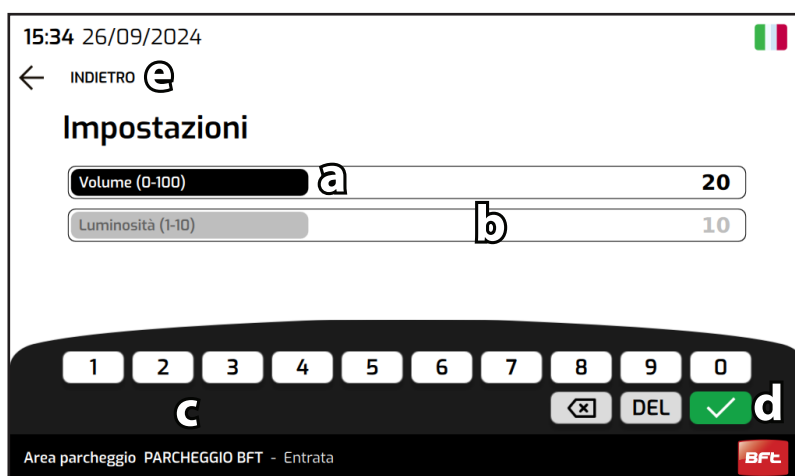 15:34 26/09/2024
INDIETRO e
Impostazioni
Volume (0-100) a 20
Luminosità (1-10) b 10
1 2 3 4 5 6 7 8 9 0
c DEL d
Area parcheggio PARCHEGGIO BFT - Entrata BFt